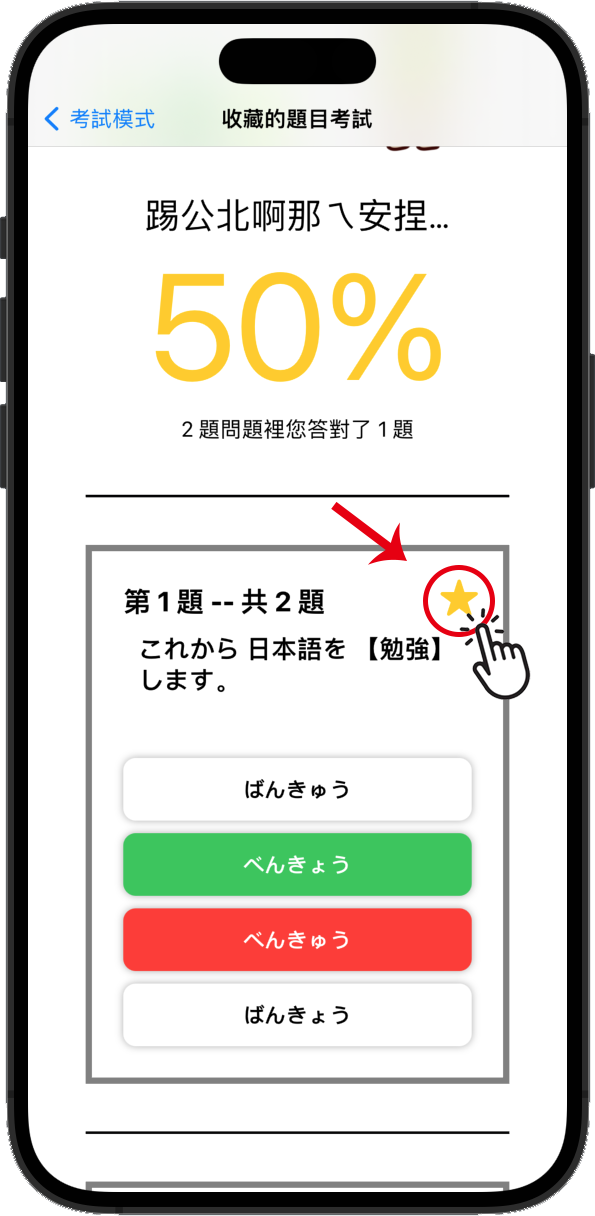 考試模式
收藏的題目考試
踢公北啊那ㄟ安捏...
50%
2 題問題裡您答對了 1 題
第 1 題 -- 共 2 題
これから 日本語を 【勉強】
します。
ばんきゅう
べんきょう
べんきゅう
ばんきょう